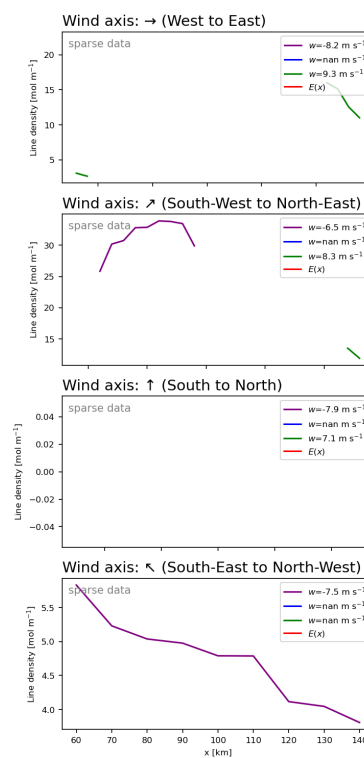 Wind axis: → (West to East)
sparse data
w=-8.2 m s⁻¹
w=nan m s⁻¹
w=9.3 m s⁻¹
E(x)
Line density [mol m⁻¹]
20
15
10
5
Wind axis: ↗ (South-West to North-East)
sparse data
w=-6.5 m s⁻¹
w=nan m s⁻¹
w=8.3 m s⁻¹
E(x)
Line density [mol m⁻¹]
30
25
20
15
Wind axis: ↑ (South to North)
sparse data
w=-7.9 m s⁻¹
w=nan m s⁻¹
w=7.1 m s⁻¹
E(x)
Line density [mol m⁻¹]
0.04
0.02
0.00
−0.02
−0.04
Wind axis: ↖ (South-East to North-West)
sparse data
w=-7.5 m s⁻¹
w=nan m s⁻¹
w=nan m s⁻¹
E(x)
Line density [mol m⁻¹]
5.5
5.0
4.5
4.0
60 70 80 90 100 110 120 130 140
x [km]